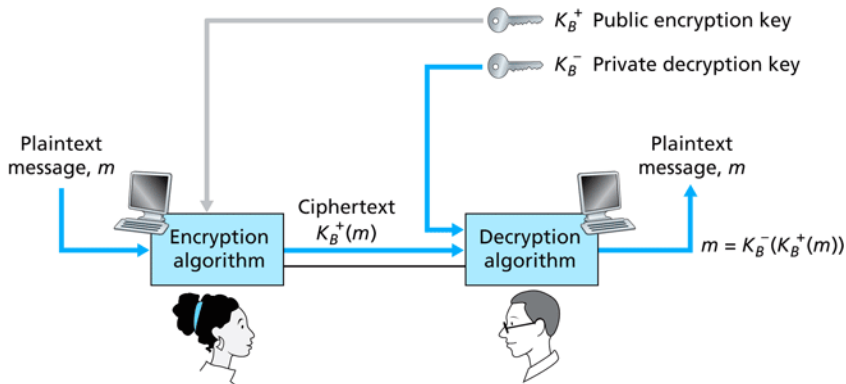 K_B^+ Public encryption key
K_B^- Private decryption key
Plaintext
message, m
Plaintext
message, m
Ciphertext
K_B^+(m)
Encryption
algorithm
Decryption
algorithm
m = K_B^-(K_B^+(m))